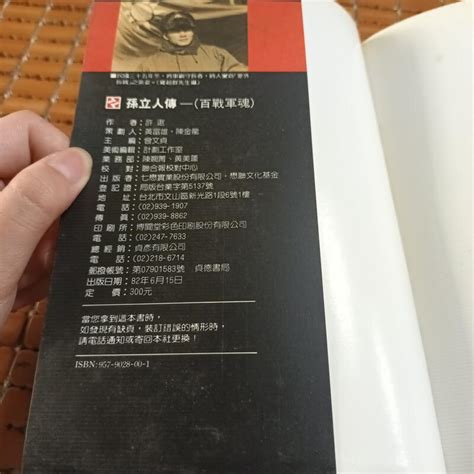 孫立人傳—(百戰軍魂)
作 者：許 逖
策劃人：黃富雄・陳金龍
主 編：曾文貞
美術編輯：計劃工作室
業務部：陳 、黃美蓮
校 對：聯合報校對中心
出版者：七想實業股份有限公司・懋聯文化基金
登記證：局版台業字第5137號
地 址：台北市文山區新光路1段6號1樓
電 話：(02)939-1907
傳 真：(02)939-8862
印刷所：博聞堂彩色印刷股份有限公司
電 話：(02)247-7633
總經銷：貞彥有限公司
電 話：(02)218-6714
郵撥帳號：第07901583號 貞德書局
出版日期：82年6月15日
定 價：300元
當您拿到這本書時，
如發現有缺頁，裝訂錯誤的情形時，
請電話通知或寄回本社更換！
ISBN:957-9028-00-1